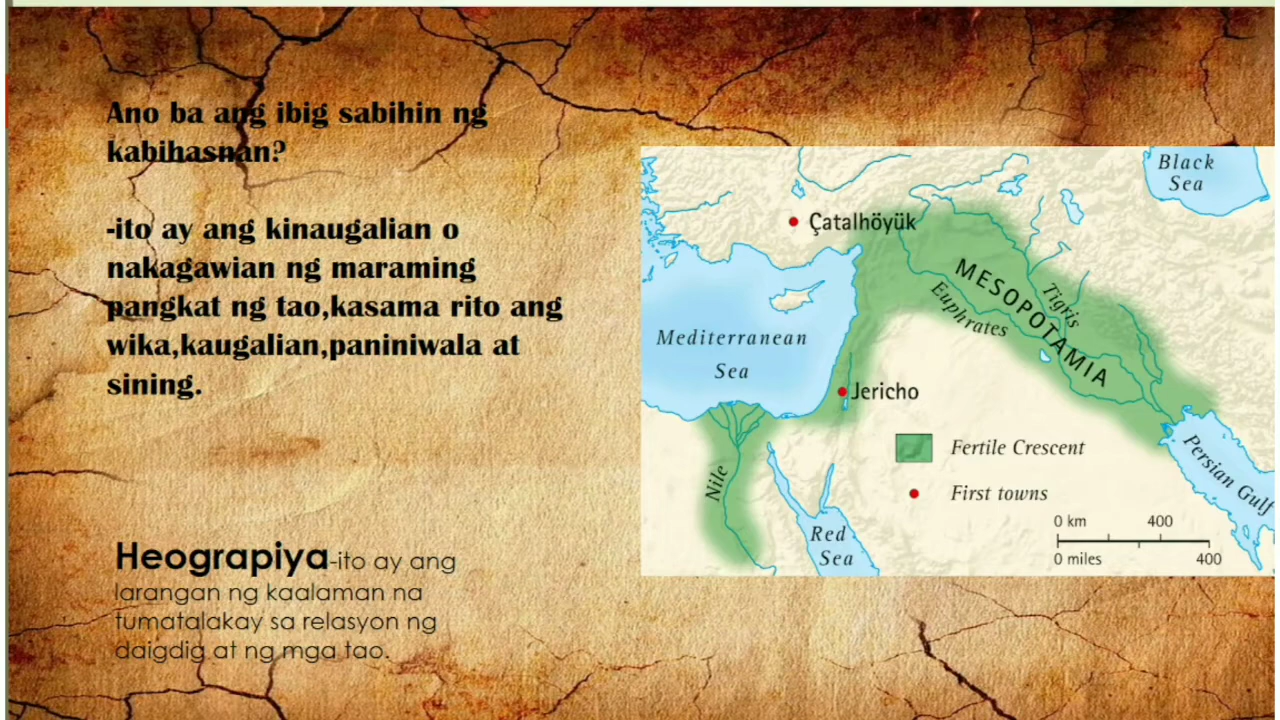 Ano ba ang ibig sabihin ng
kabihasnan?
-ito ay ang kinaugalian o
nakagawian ng maraming
pangkat ng tao,kasama rito ang
wika,kaugalian,paniniwala at
sining.
Heograpiya-ito ay ang
larangan ng kaalaman na
tumatalakay sa relasyon ng
daigdig at ng mga tao.
Black
Sea
Çatalhöyük
MESOPOTAMIA
Tigris
Euphrates
Mediterranean
Sea
Jericho
Fertile Crescent
First towns
Nile
Red
Sea
Persian Gulf
0 km 400
0 miles 400